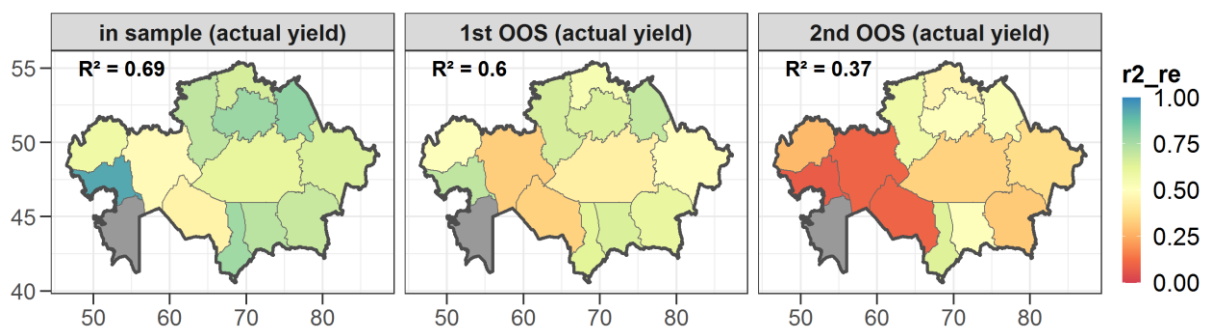 in sample (actual yield)
1st OOS (actual yield)
2nd OOS (actual yield)
R² = 0.69
R² = 0.6
R² = 0.37
55
50
45
40
50 60 70 80
50 60 70 80
50 60 70 80
r2_re
1.00
0.75
0.50
0.25
0.00